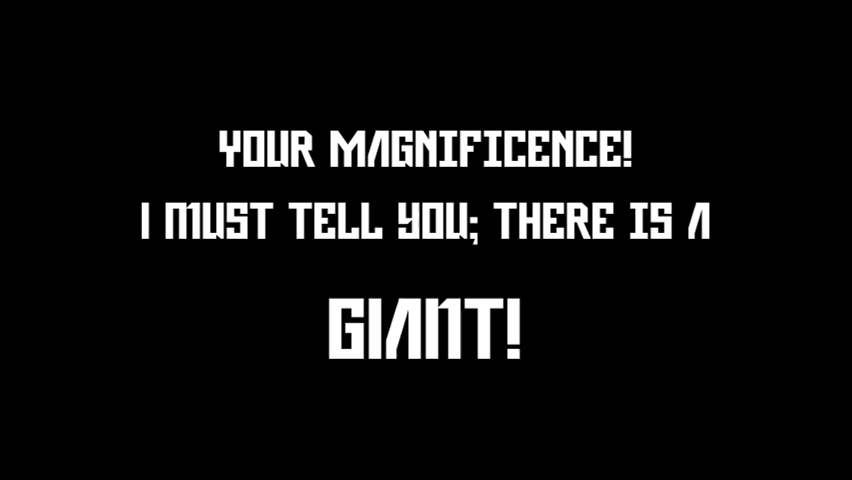 YOUR MAGNIFICENCE!
I MUST TELL YOU; THERE IS A
GIANT!